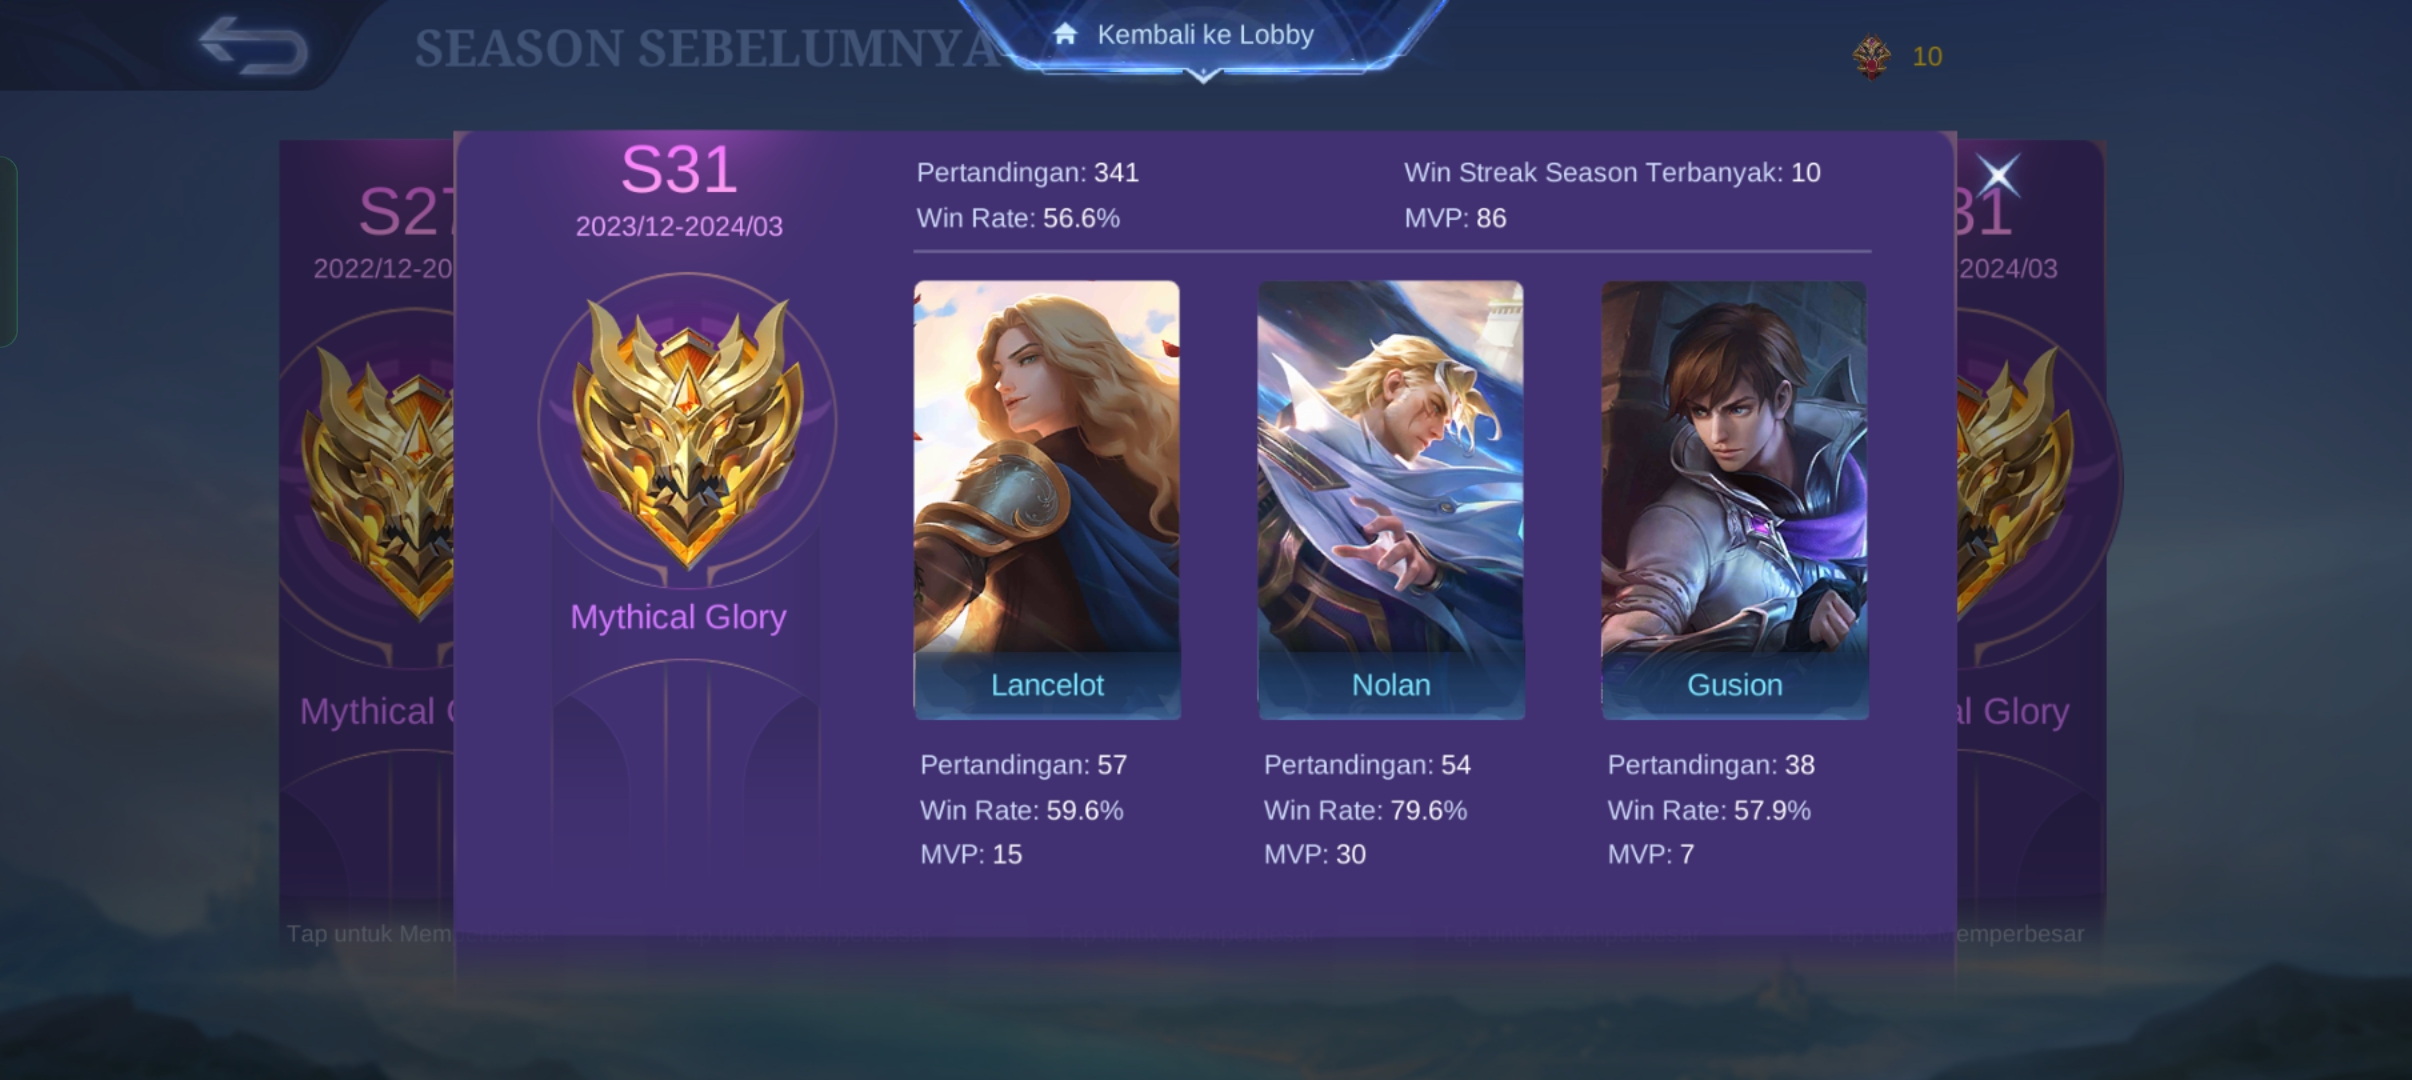 SEASON SEBELUMNYA
Kembali ke Lobby
10
S27
2022/12-20
Mythical G
Tap untuk Mem
S31
2023/12-2024/03
Mythical Glory
Pertandingan: 341
Win Streak Season Terbanyak: 10
Win Rate: 56.6%
MVP: 86
Lancelot
Nolan
Gusion
Pertandingan: 57
Pertandingan: 54
Pertandingan: 38
Win Rate: 59.6%
Win Rate: 79.6%
Win Rate: 57.9%
MVP: 15
MVP: 30
MVP: 7
31
-2024/03
al Glory
emperbesar